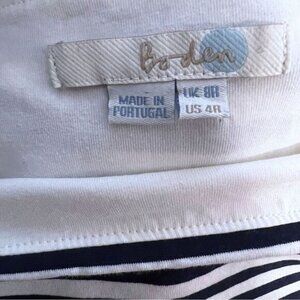 Boden
MADE IN
PORTUGAL
UK 8R
US 4R